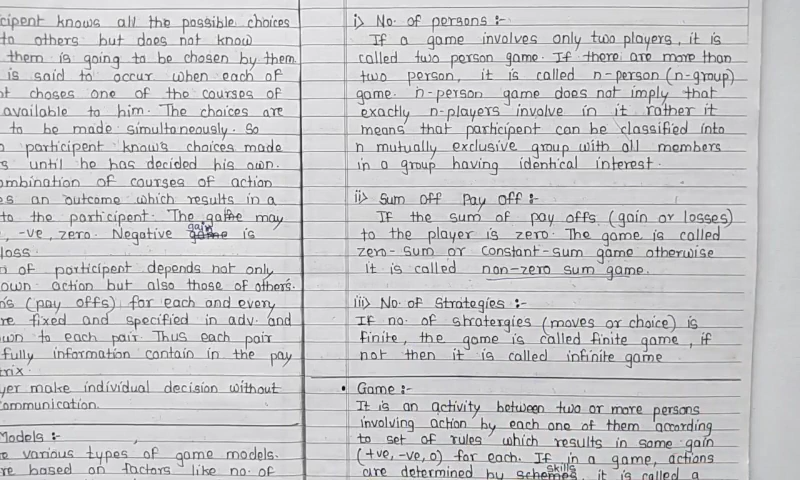 cipent knows all the possible choices
to others but does not know
them is going to be chosen by them
is said to occur when each of
t choses one of the courses of
available to him. The choices are
to be made simultaneously. So
participent knows choices made
s until he has decided his own.
ombination of courses of action
es an outcome which results in a
to the participent. The may
, -ve, zero. Negative gain is
loss.
of participent depends not only
own action but also those of others.
(pay offs) for each and every
re fixed and specified in adv. and
own to each pair. Thus each pair
fully information contain in the pay
trix.
yer make individual decision without
ommunication.
Models :-
e various types of game models.
re based on factors like no. of
i) No. of persons :-
If a game involves only two players, it is
called two person game. If there are more than
two person, it is called n-person (n-group)
game. n-person game does not imply that
exactly n-players involve in it rather it
means that participent can be classified into
n mutually exclusive group with all members
in a group having identical interest.
ii) Sum off Pay off :-
If the sum of pay offs (gain or losses)
to the player is zero. The game is called
zero-sum or constant-sum game otherwise
it is called non-zero sum game.
iii) No. of Strategies :-
If no. of stratergies (moves or choice) is
finite, the game is called finite game, if
not then it is called infinite game
• Game :-
It is an activity between two or more persons
involving action by each one of them according
to set of rules which results in some gain
(+ve, -ve, 0) for each. If in a game, actions
are determined by skills, it is called a